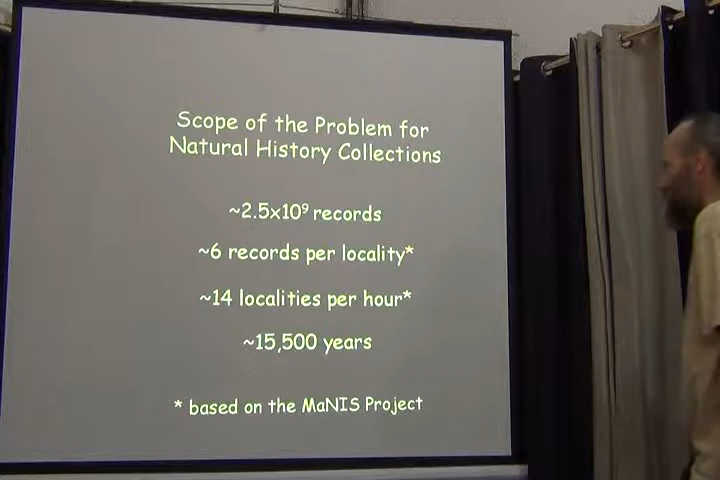 Scope of the Problem for
Natural History Collections
~2.5x10⁹ records
~6 records per locality*
~14 localities per hour*
~15,500 years
* based on the MaNIS Project